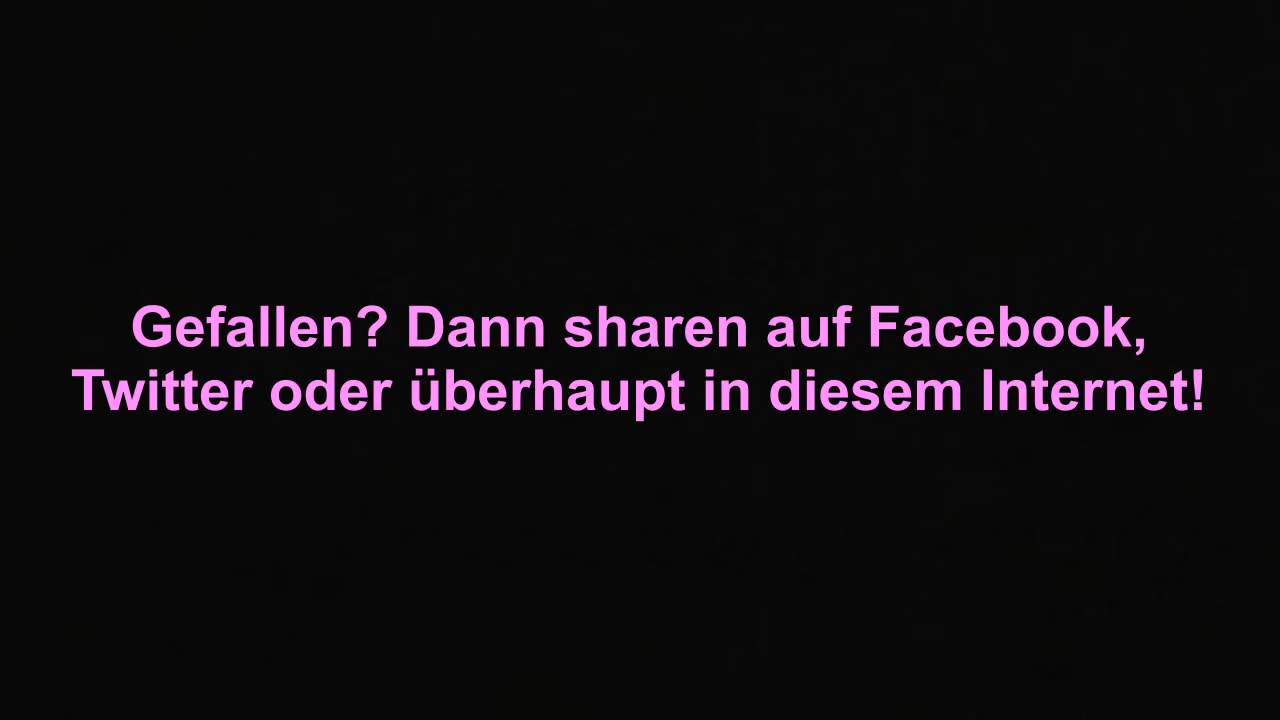 Gefallen? Dann sharen auf Facebook,
Twitter oder überhaupt in diesem Internet!